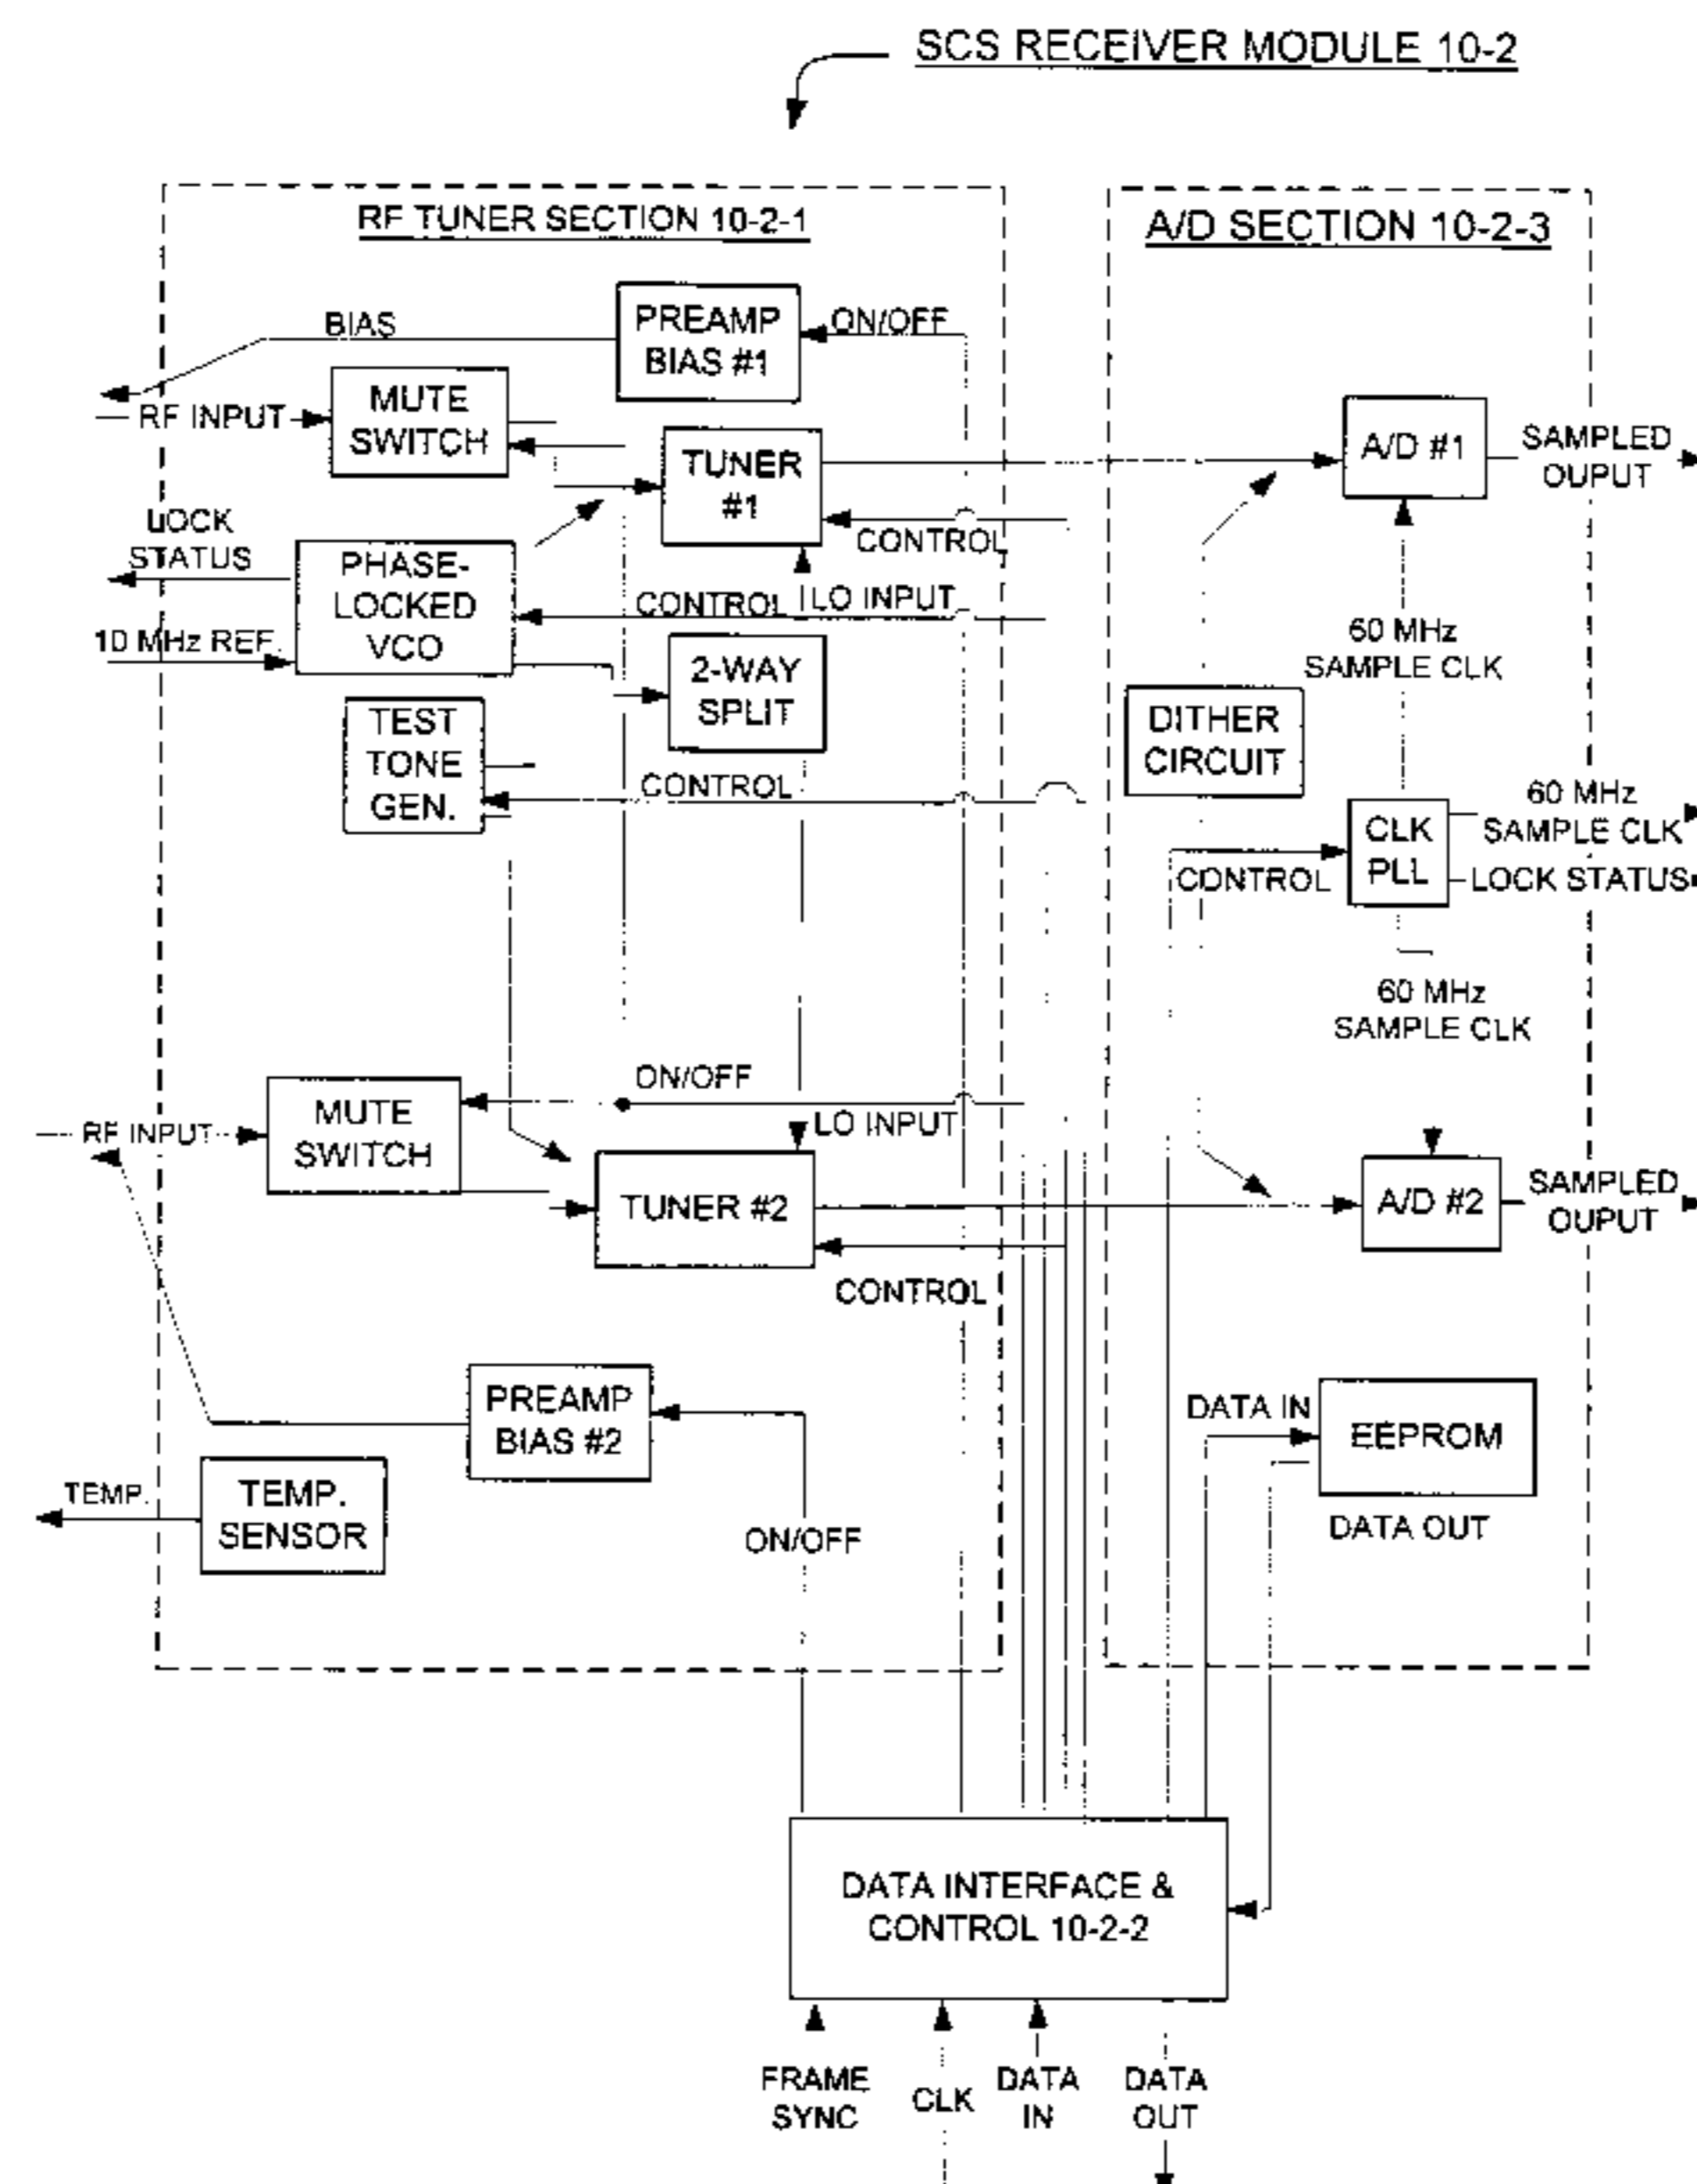 SCS RECEIVER MODULE 10-2
RF TUNER SECTION 10-2-1
A/D SECTION 10-2-3
BIAS
PREAMP
BIAS #1
ON/OFF
RF INPUT
MUTE
SWITCH
TUNER
#1
A/D #1
SAMPLED
OUPUT
LOCK
STATUS
CONTROL
PHASE-
LOCKED
VCO
CONTROL
LO INPUT
10 MHz REF.
60 MHz
SAMPLE CLK
2-WAY
SPLIT
TEST
TONE
GEN.
CONTROL
DITHER
CIRCUIT
CLK
PLL
60 MHz
SAMPLE CLK
CONTROL
LOCK STATUS
60 MHz
SAMPLE CLK
ON/OFF
RF INPUT
MUTE
SWITCH
LO INPUT
TUNER #2
A/D #2
SAMPLED
OUPUT
CONTROL
PREAMP
BIAS #2
DATA IN
EEPROM
TEMP.
TEMP.
SENSOR
ON/OFF
DATA OUT
DATA INTERFACE &
CONTROL 10-2-2
FRAME
SYNC
CLK
DATA
IN
DATA
OUT